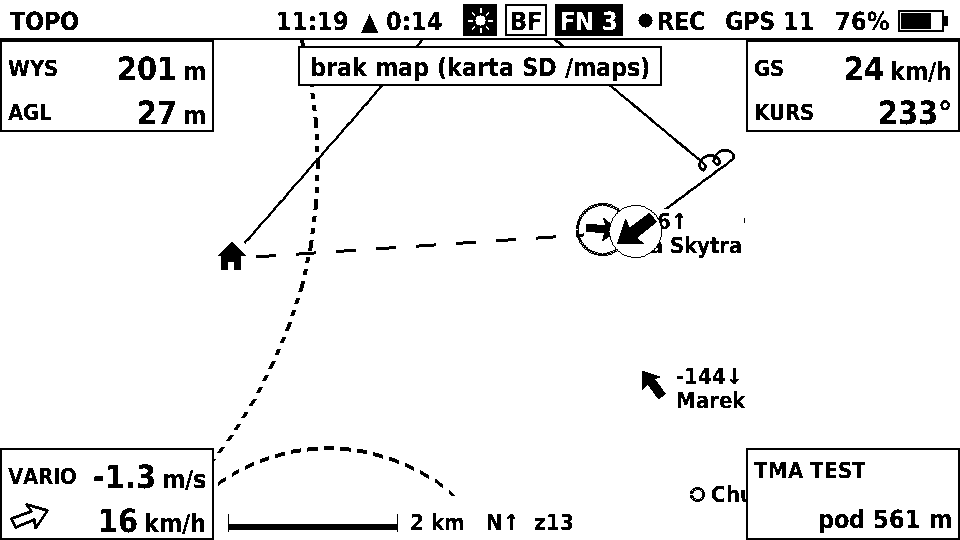 TOPO 11:19 ▲ 0:14 BF FN 3 ●REC GPS 11 76%
WYS 201 m
AGL 27 m
brak map (karta SD /maps)
GS 24 km/h
KURS 233°
6↑
Skytra
-144↓
Marek
VARIO -1.3 m/s
16 km/h
2 km N↑ z13
Chu
TMA TEST
pod 561 m